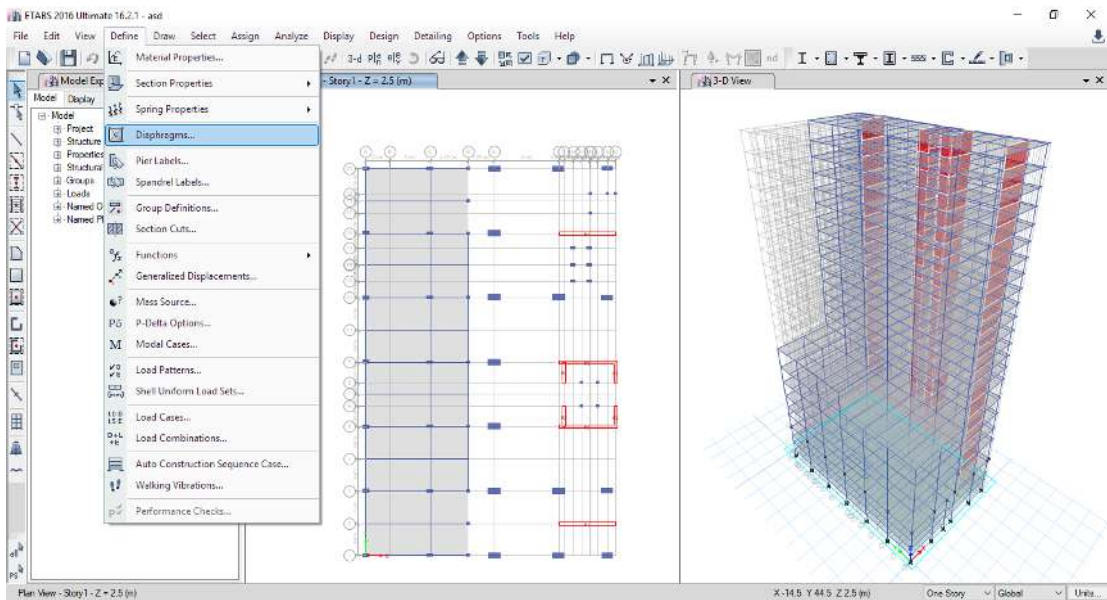 ETABS 2016 Ultimate 16.2.1 - asd
File Edit View Define Draw Select Assign Analyze Display Design Detailing Options Tools Help
3-d
nd
Model Exp
- Story1 - Z = 2.5 (m)
3-D View
Model Display
Model
Project
Structure
Properties
Structural
Groups
Loads
Named O
Named Pl
Material Properties...
Section Properties
Spring Properties
Diaphragms...
Pier Labels...
Spandrel Labels...
Group Definitions...
Section Cuts...
Functions
Generalized Displacements...
Mass Source...
P-Delta Options...
Modal Cases...
Load Patterns...
Shell Uniform Load Sets...
Load Cases...
Load Combinations...
Auto Construction Sequence Case...
Walking Vibrations...
Performance Checks...
Plan View - Story1 - Z = 2.5 (m)
X -14.5 Y 44.5 Z 2.5 (m)
One Story
Global
Units...